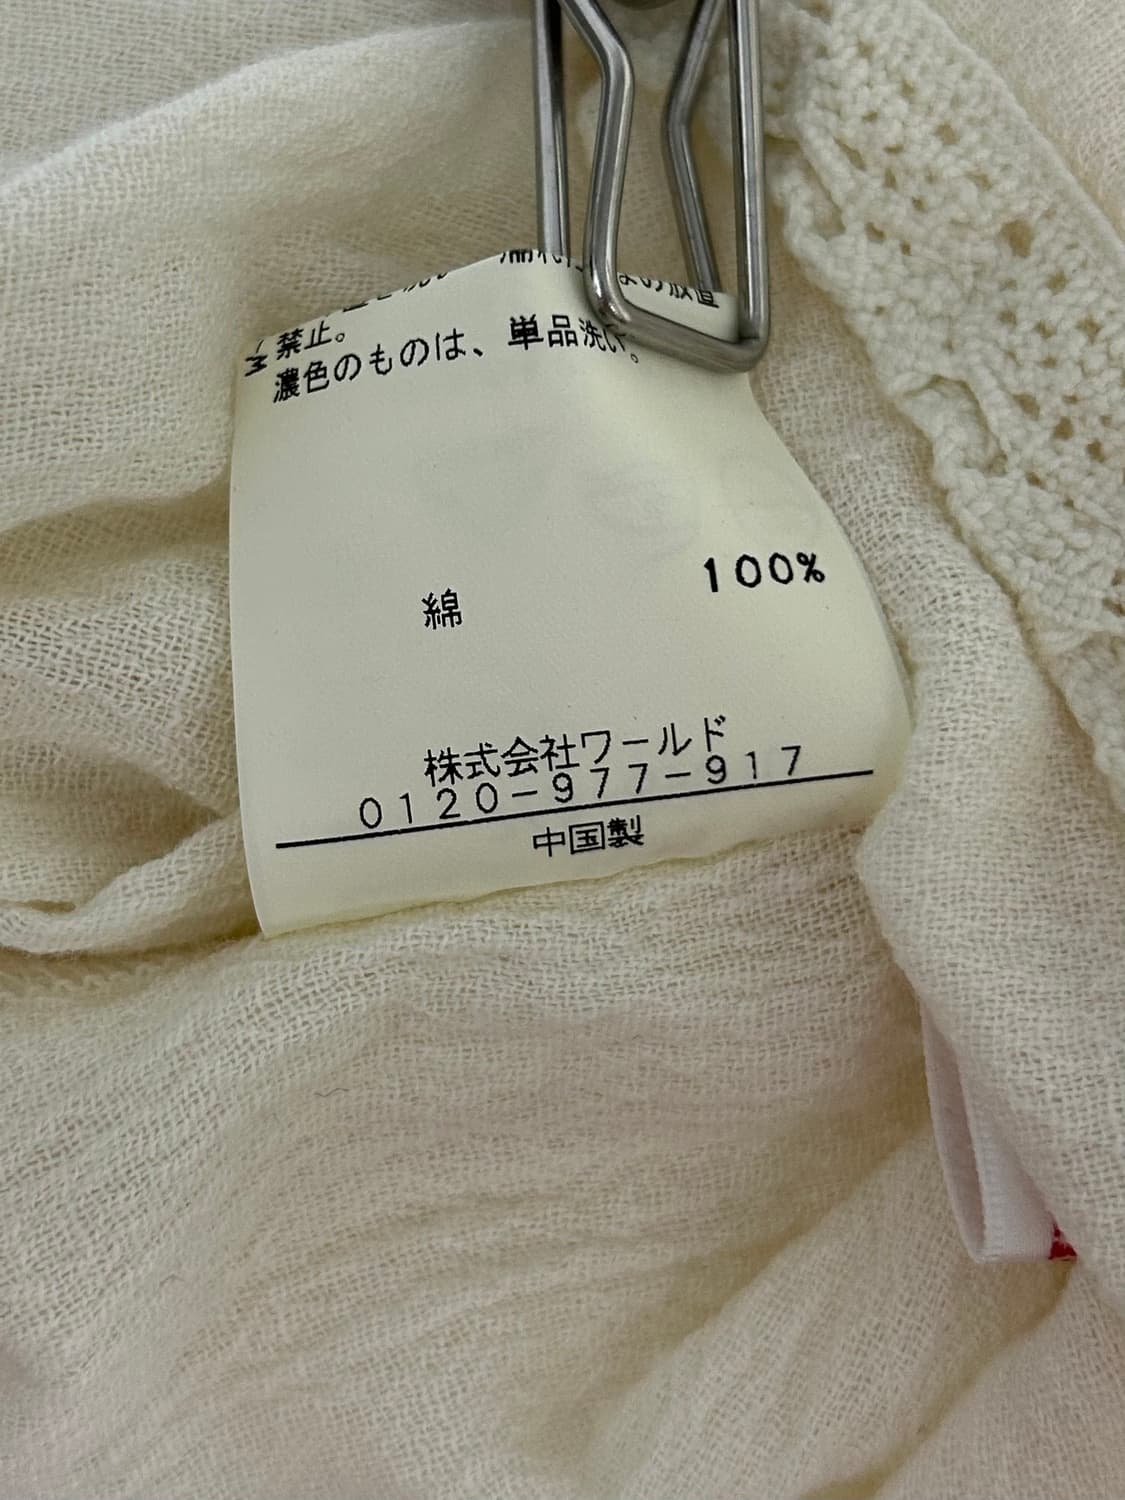 禁止。
濃色のものは、単品洗い。
綿 100%
株式会社ワールド
0120-977-917
中国製